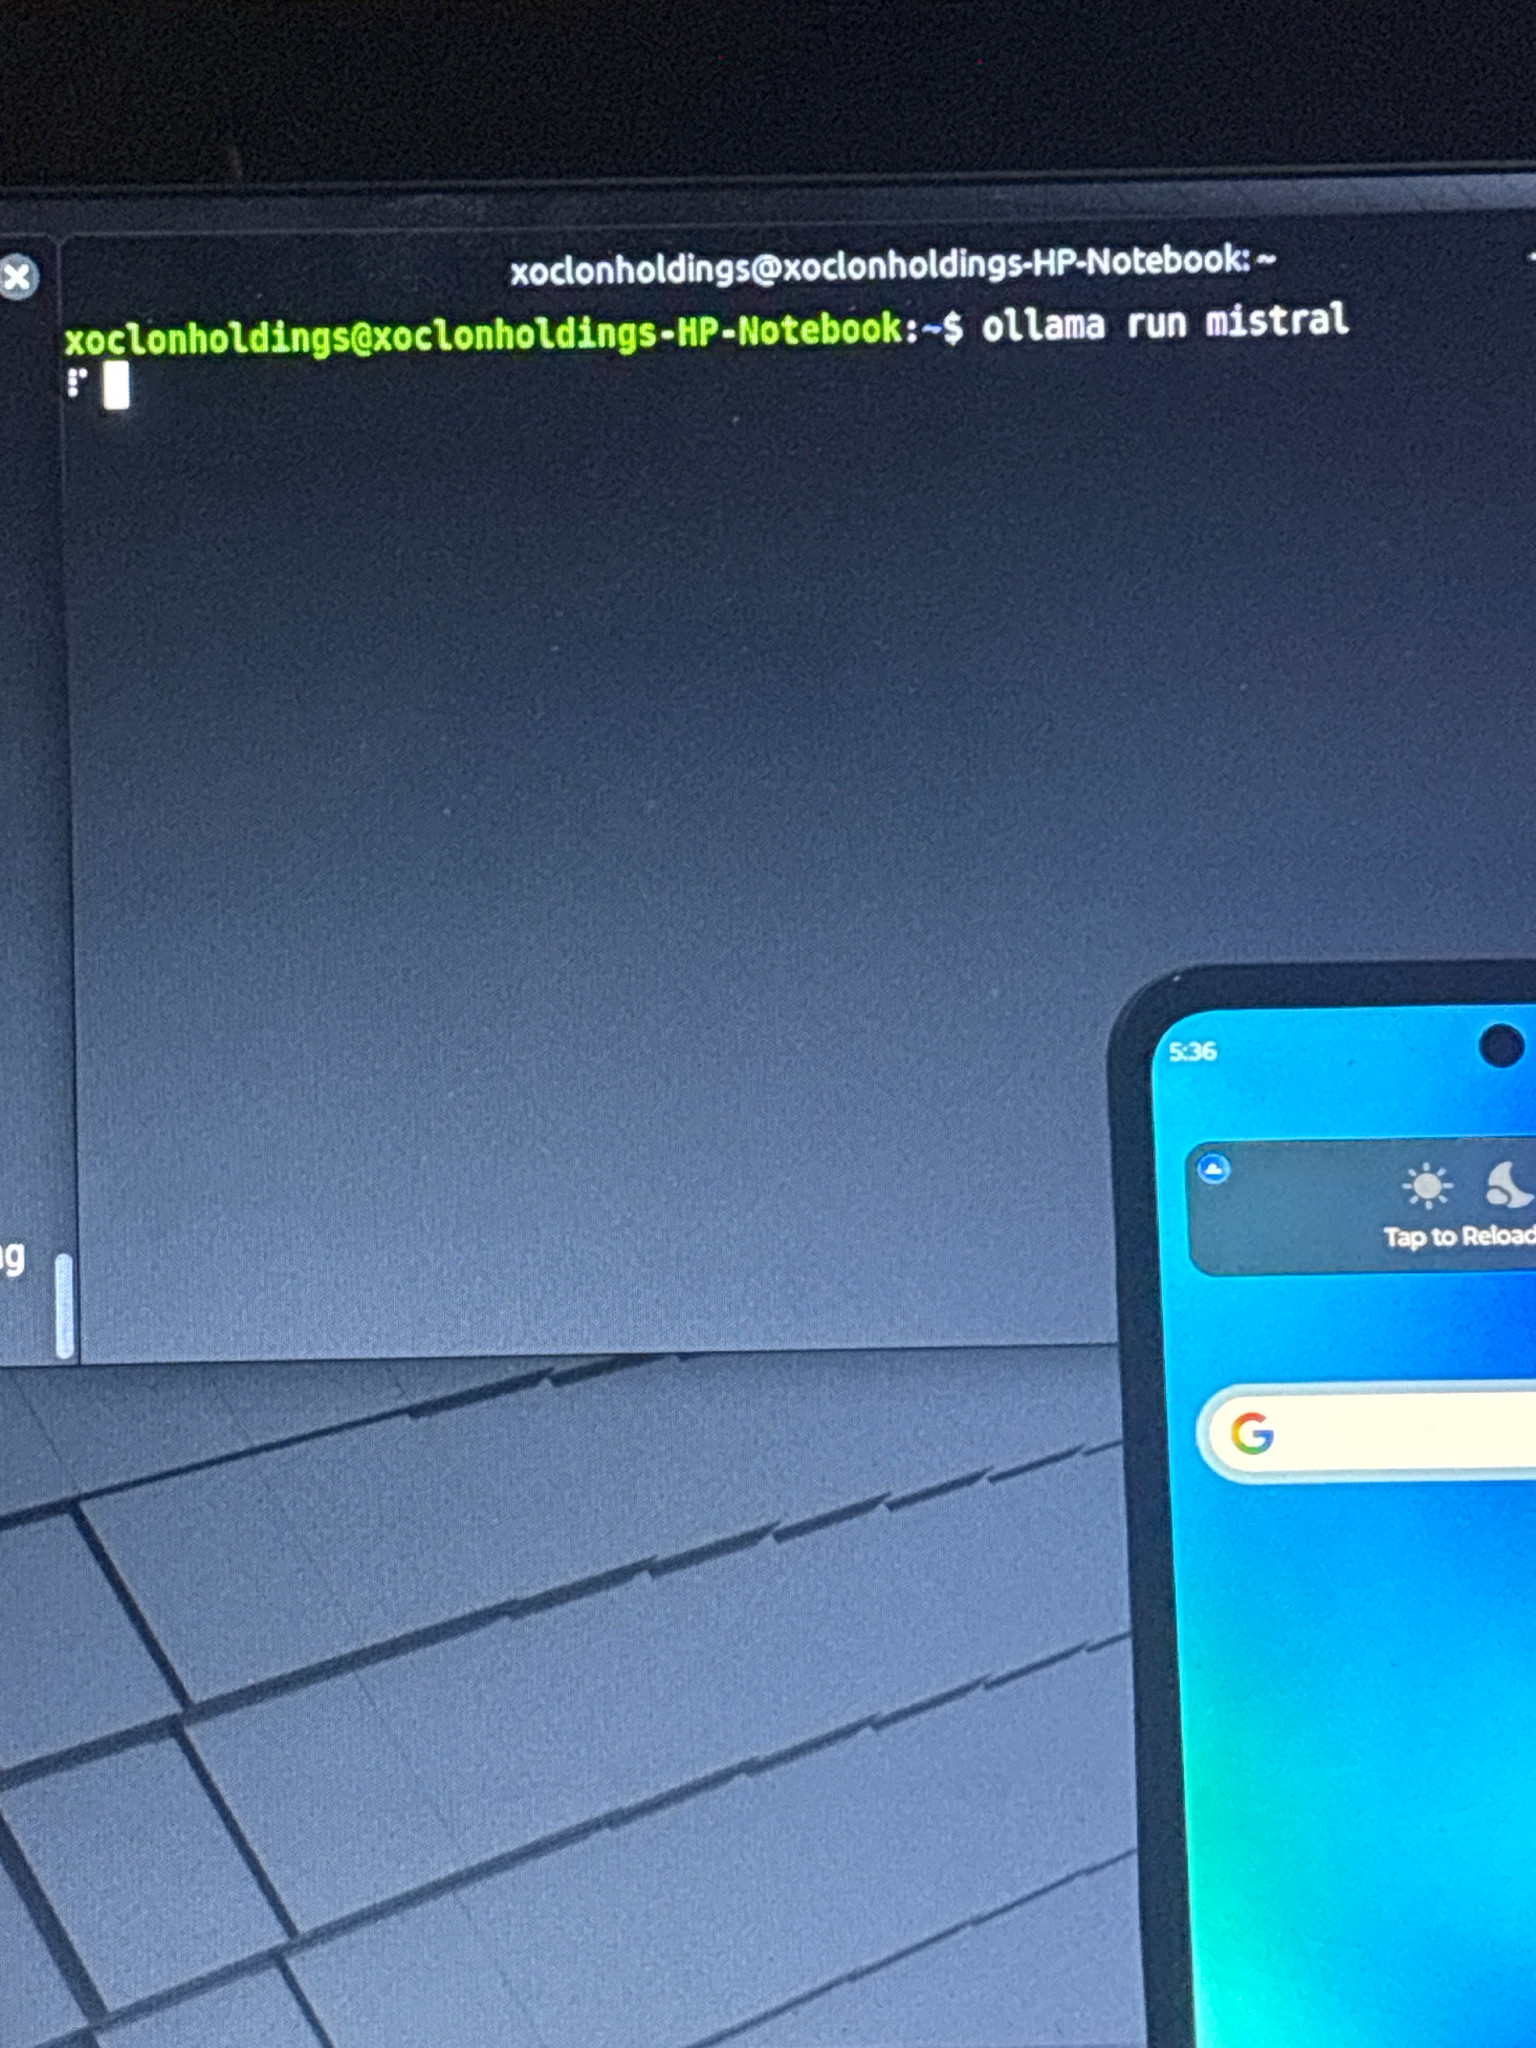 xoclonholdings@xoclonholdings-HP-Notebook: ~
xoclonholdings@xoclonholdings-HP-Notebook:~$ ollama run mistral
5:36
Tap to Reload
G